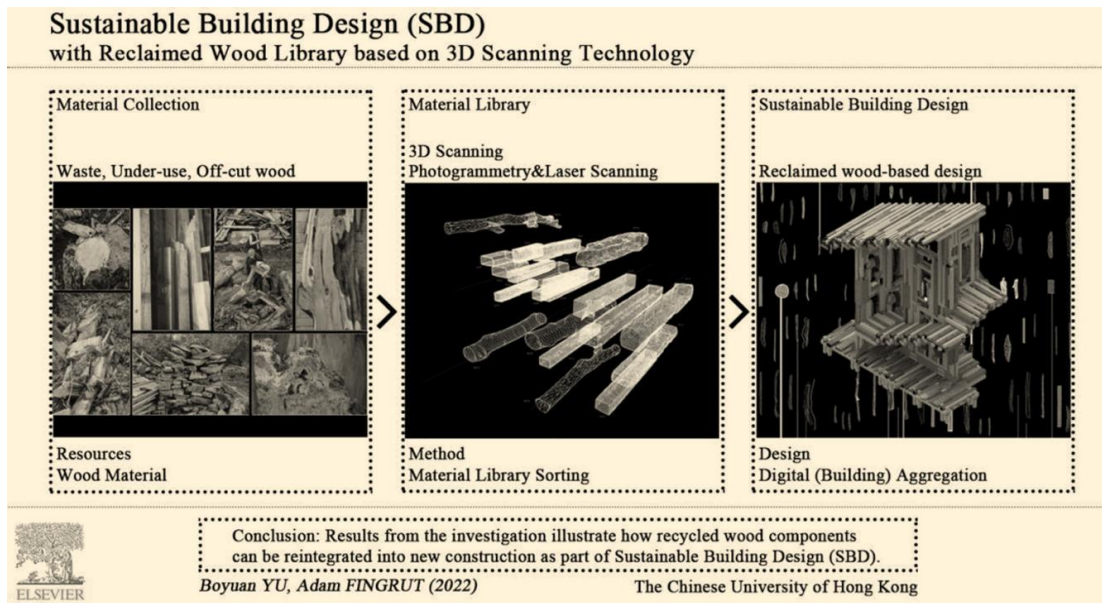 Sustainable Building Design (SBD)
with Reclaimed Wood Library based on 3D Scanning Technology
Material Collection
Waste, Under-use, Off-cut wood
Resources
Wood Material
Material Library
3D Scanning
Photogrammetry&Laser Scanning
Method
Material Library Sorting
Sustainable Building Design
Reclaimed wood-based design
Design
Digital (Building) Aggregation
Conclusion: Results from the investigation illustrate how recycled wood components
can be reintegrated into new construction as part of Sustainable Building Design (SBD).
ELSEVIER
Boyuan YU, Adam FINGRUT (2022)
The Chinese University of Hong Kong